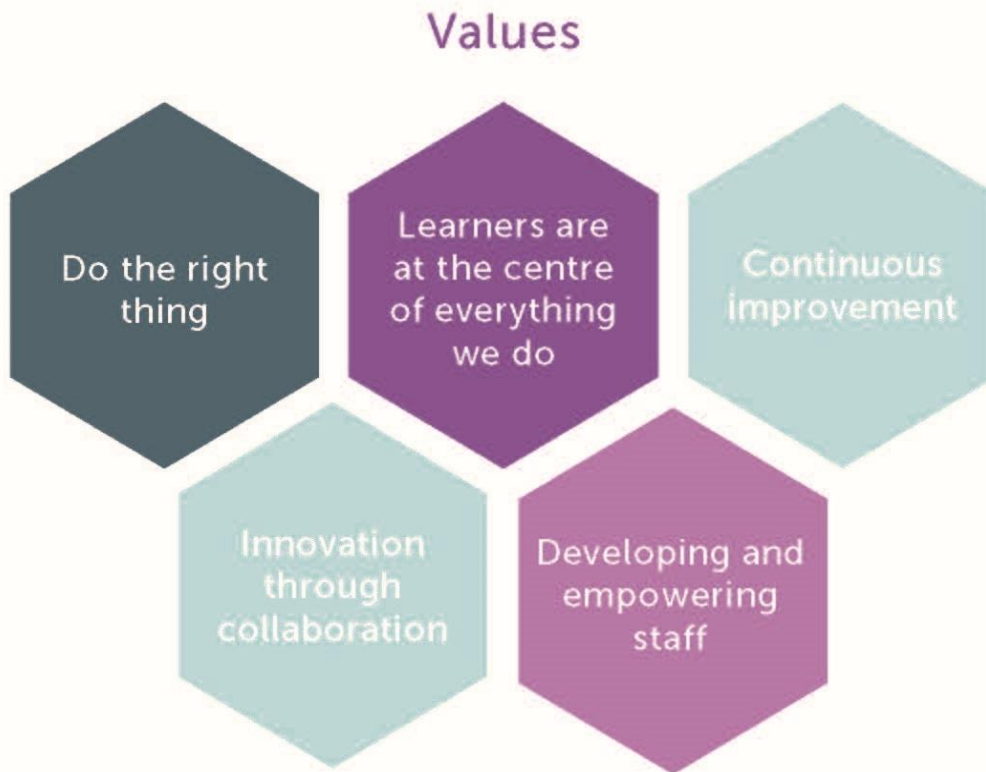 Values
Do the right
thing
Learners are
at the centre
of everything
we do
Continuous
improvement
Innovation
through
collaboration
Developing and
empowering
staff